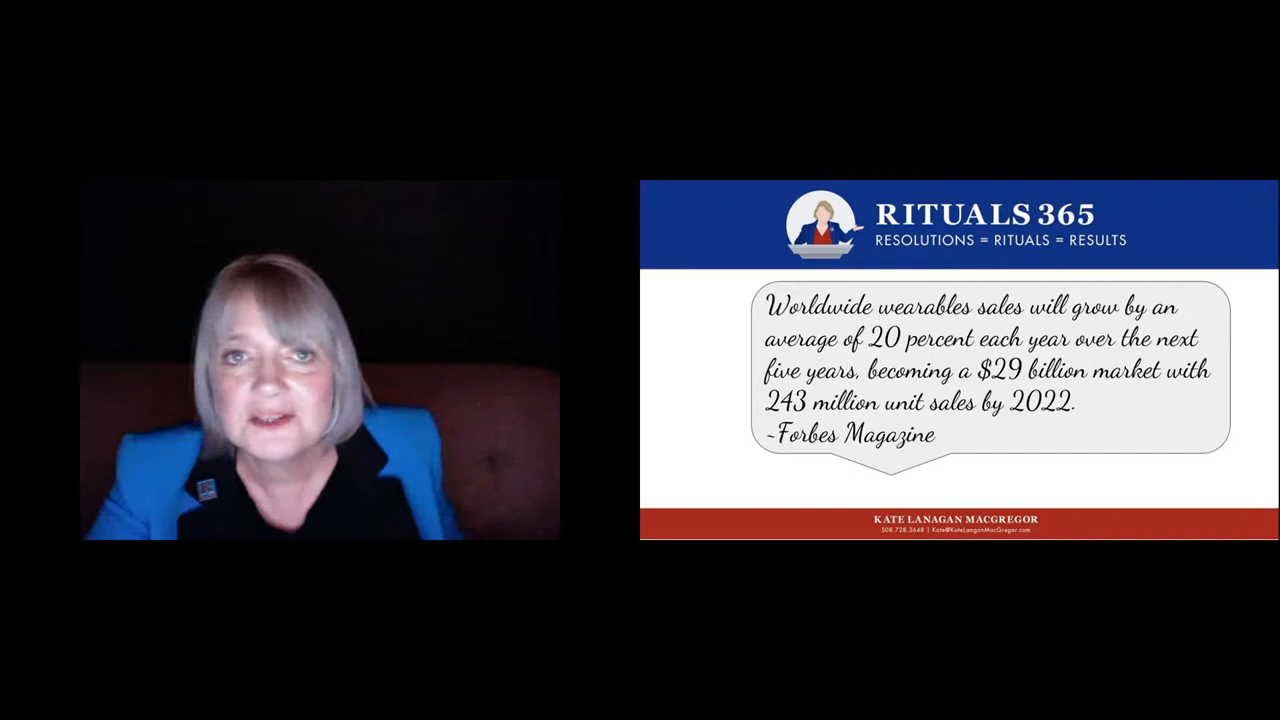 RITUALS 365
RESOLUTIONS = RITUALS = RESULTS
Worldwide wearables sales will grow by an
average of 20 percent each year over the next
five years, becoming a $29 billion market with
243 million unit sales by 2022.
~Forbes Magazine
KATE LANAGAN MACGREGOR
508.728.3648 | Kate@KateLanganMacGregor.com